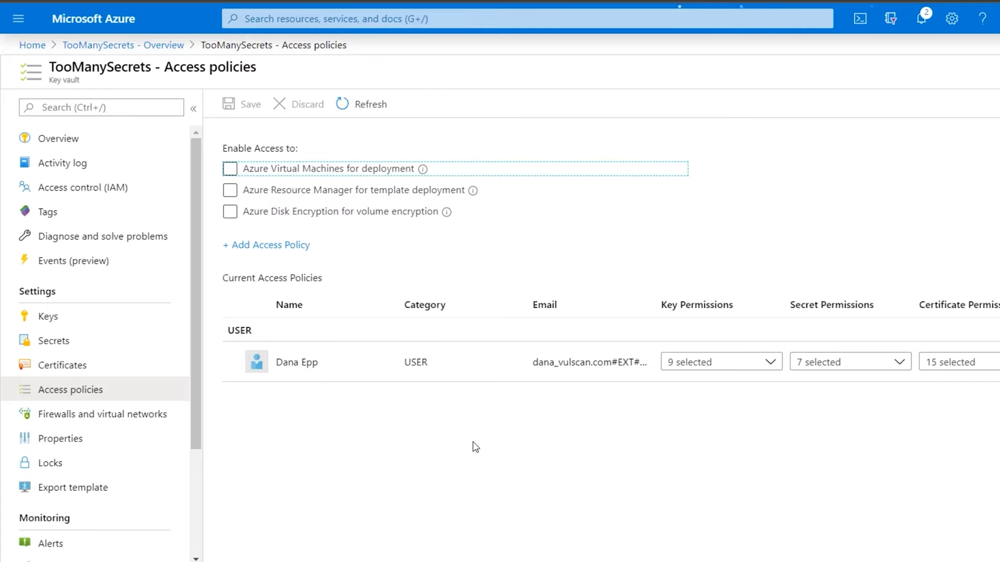 Microsoft Azure
Search resources, services, and docs (G+/)
2
Home > TooManySecrets - Overview > TooManySecrets - Access policies
TooManySecrets - Access policies
Key vault
Search (Ctrl+/)
«
Save
Discard
Refresh
Overview
Activity log
Access control (IAM)
Tags
Diagnose and solve problems
Events (preview)
Settings
Keys
Secrets
Certificates
Access policies
Firewalls and virtual networks
Properties
Locks
Export template
Monitoring
Alerts
Enable Access to:
Azure Virtual Machines for deployment
Azure Resource Manager for template deployment
Azure Disk Encryption for volume encryption
+ Add Access Policy
Current Access Policies
Name Category Email Key Permissions Secret Permissions Certificate Permiss
USER
Dana Epp USER dana_vulscan.com#EXT#... 9 selected 7 selected 15 selected